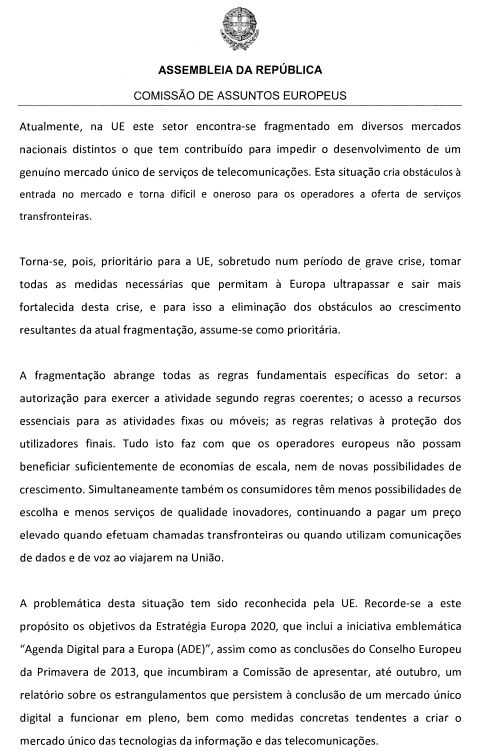 ASSEMBLEIA DA REPÚBLICA
COMISSÃO DE ASSUNTOS EUROPEUS
Atualmente, na UE este setor encontra-se fragmentado em diversos mercados
nacionais distintos o que tem contribuído para impedir o desenvolvimento de um
genuíno mercado único de serviços de telecomunicações. Esta situação cria obstáculos à
entrada no mercado e torna difícil e oneroso para os operadores a oferta de serviços
transfronteiras.
Torna-se, pois, prioritário para a UE, sobretudo num período de grave crise, tomar
todas as medidas necessárias que permitam à Europa ultrapassar e sair mais
fortalecida desta crise, e para isso a eliminação dos obstáculos ao crescimento
resultantes da atual fragmentação, assume-se como prioritária.
A fragmentação abrange todas as regras fundamentais específicas do setor: a
autorização para exercer a atividade segundo regras coerentes; o acesso a recursos
essenciais para as atividades fixas ou móveis; as regras relativas à proteção dos
utilizadores finais. Tudo isto faz com que os operadores europeus não possam
beneficiar suficientemente de economias de escala, nem de novas possibilidades de
crescimento. Simultaneamente também os consumidores têm menos possibilidades de
escolha e menos serviços de qualidade inovadores, continuando a pagar um preço
elevado quando efetuam chamadas transfronteiras ou quando utilizam comunicações
de dados e de voz ao viajarem na União.
A problemática desta situação tem sido reconhecida pela UE. Recorde-se a este
propósito os objetivos da Estratégia Europa 2020, que inclui a iniciativa emblemática
“Agenda Digital para a Europa (ADE)”, assim como as conclusões do Conselho Europeu
da Primavera de 2013, que incumbiram a Comissão de apresentar, até outubro, um
relatório sobre os estrangulamentos que persistem à conclusão de um mercado único
digital a funcionar em pleno, bem como medidas concretas tendentes a criar o
mercado único das tecnologias da informação e das telecomunicações.